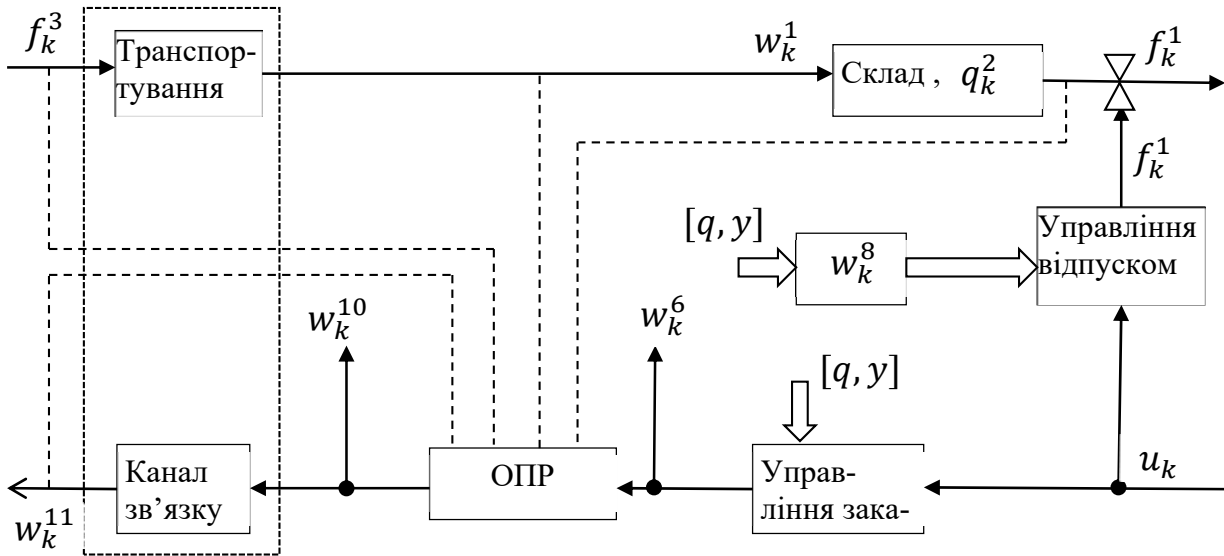 f_k^3
Транспор-
тування
w_k^1
Склад , q_k^2
f_k^1
f_k^1
[q, y]
w_k^8
Управління
відпуском
w_k^{10}
w_k^6
[q, y]
Канал
зв’язку
ОПР
Управ-
ління зака-
u_k
w_k^{11}